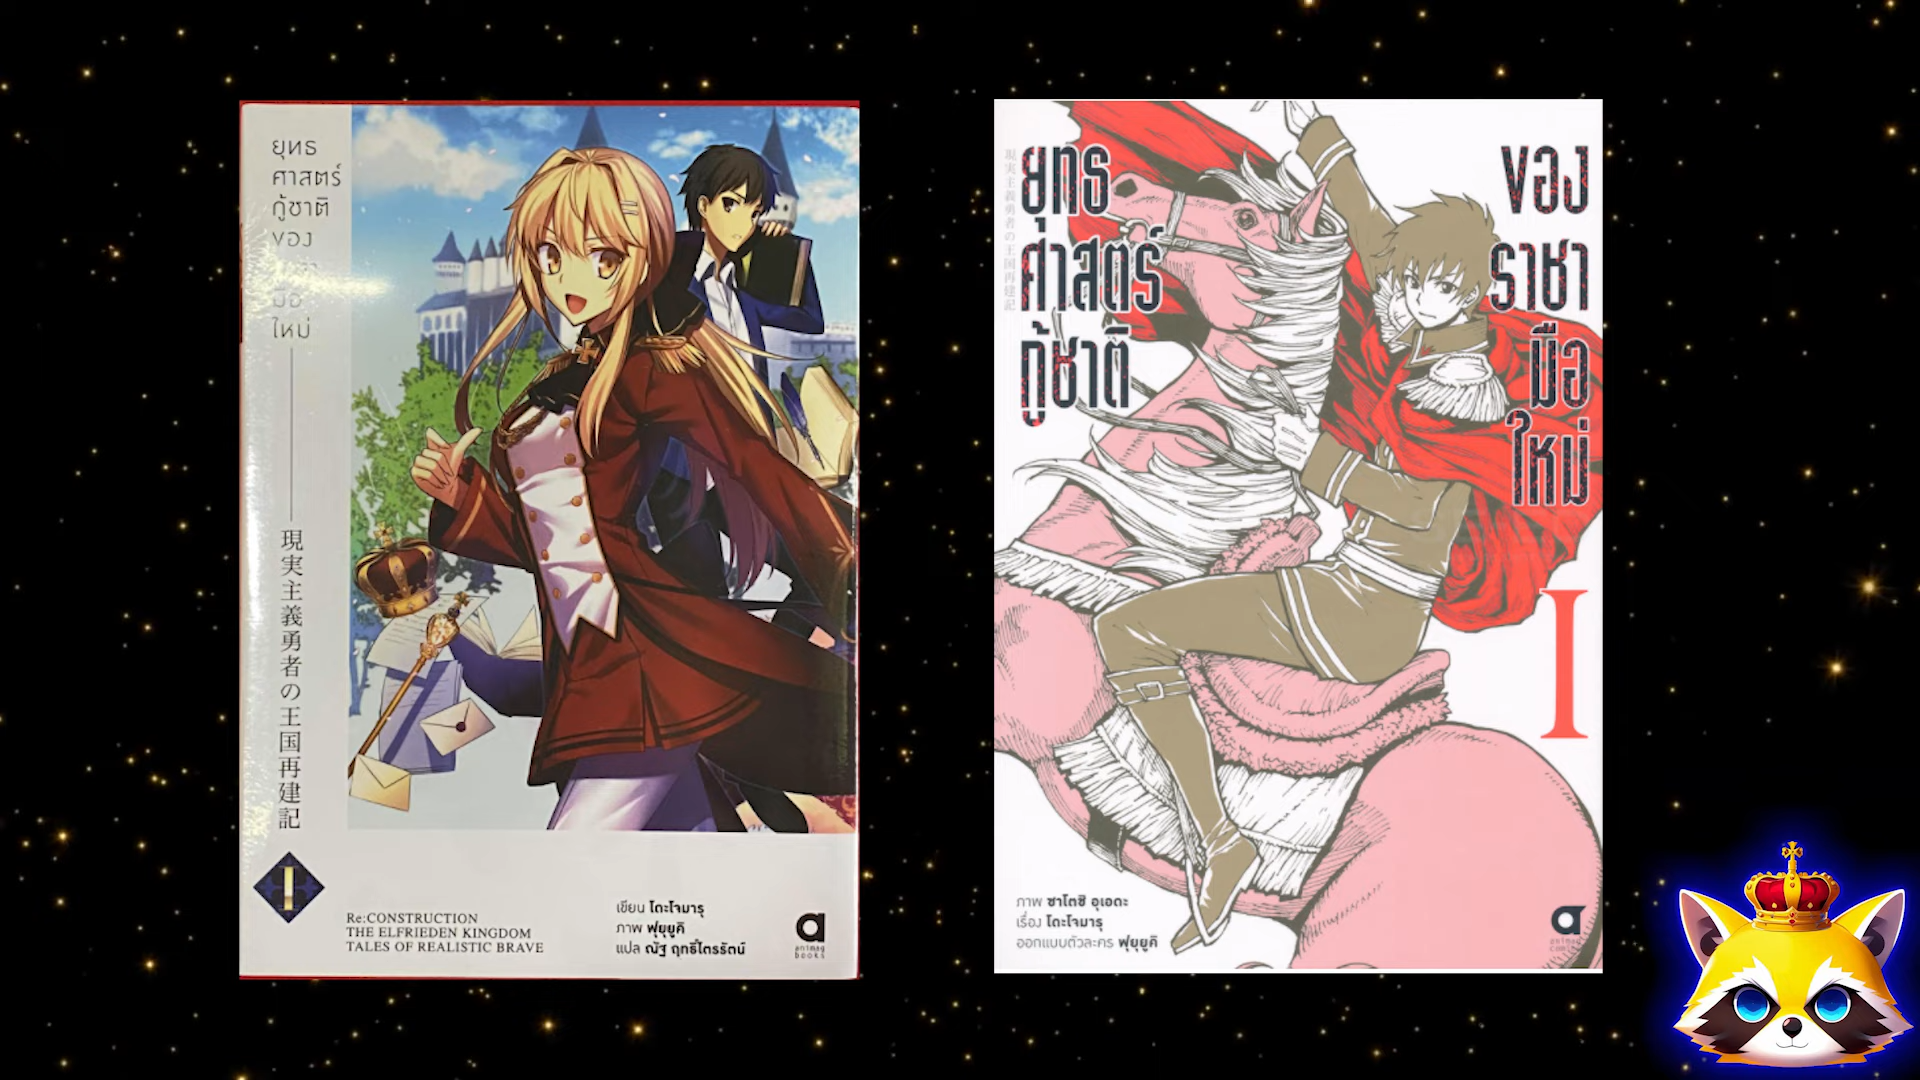 ยุทธ
ศาสตร์
กู้ชาติ
ของ
มือ
ใหม่
現実主義勇者の王国再建記
I
Re:CONSTRUCTION
THE ELFRIEDEN KINGDOM
TALES OF REALISTIC BRAVE
เขียน โดะโจมารุ
ภาพ ฟุยุยูคิ
แปล ณัฐ ฤทธิ์ไตรรัตน์
a
animag
books
現実主義勇者の王国再建記
ยุทธ
ศาสตร์
กู้ชาติ
ของ
ราชา
มือ
ใหม่
I
ภาพ ซาโตชิ อุเอดะ
เรื่อง โดะโจมารุ
ออกแบบตัวละคร ฟุยุยูคิ
a
animag
comic